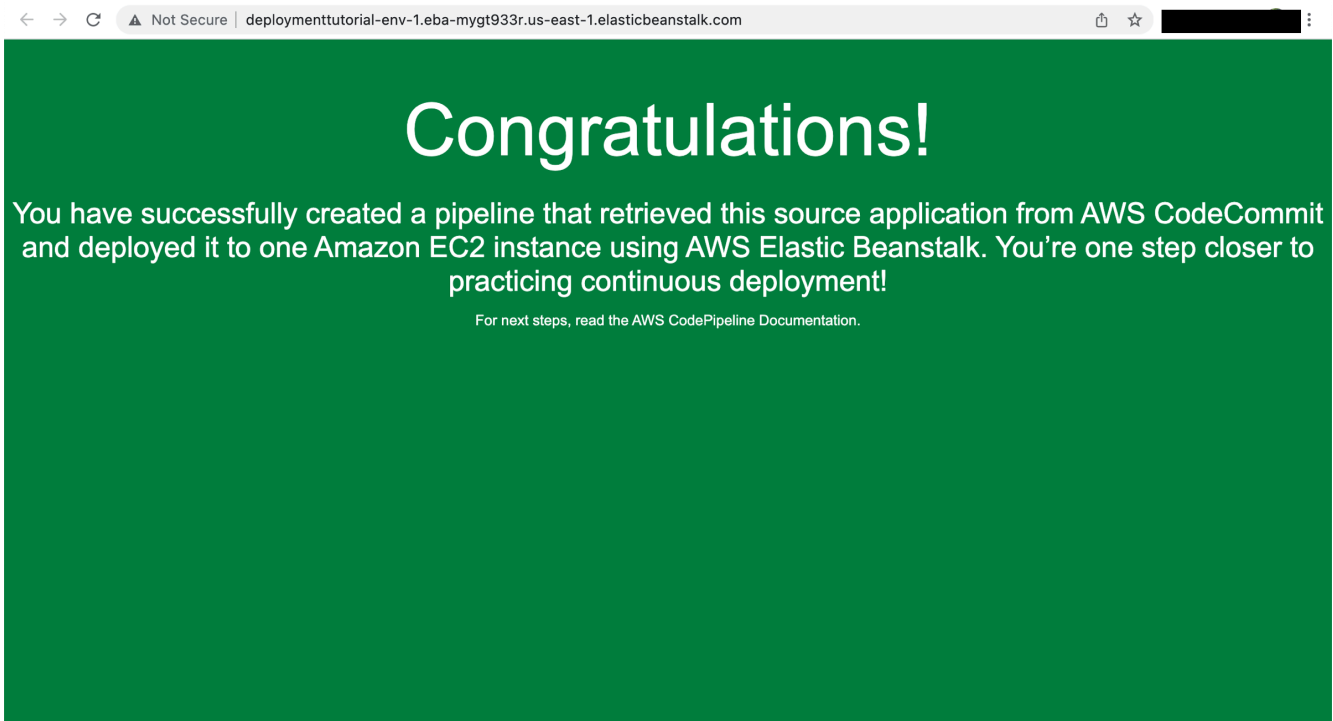 Not Secure deploymenttutorial-env-1.eba-mygt933r.us-east-1.elasticbeanstalk.com
Congratulations!
You have successfully created a pipeline that retrieved this source application from AWS CodeCommit
and deployed it to one Amazon EC2 instance using AWS Elastic Beanstalk. You’re one step closer to
practicing continuous deployment!
For next steps, read the AWS CodePipeline Documentation.